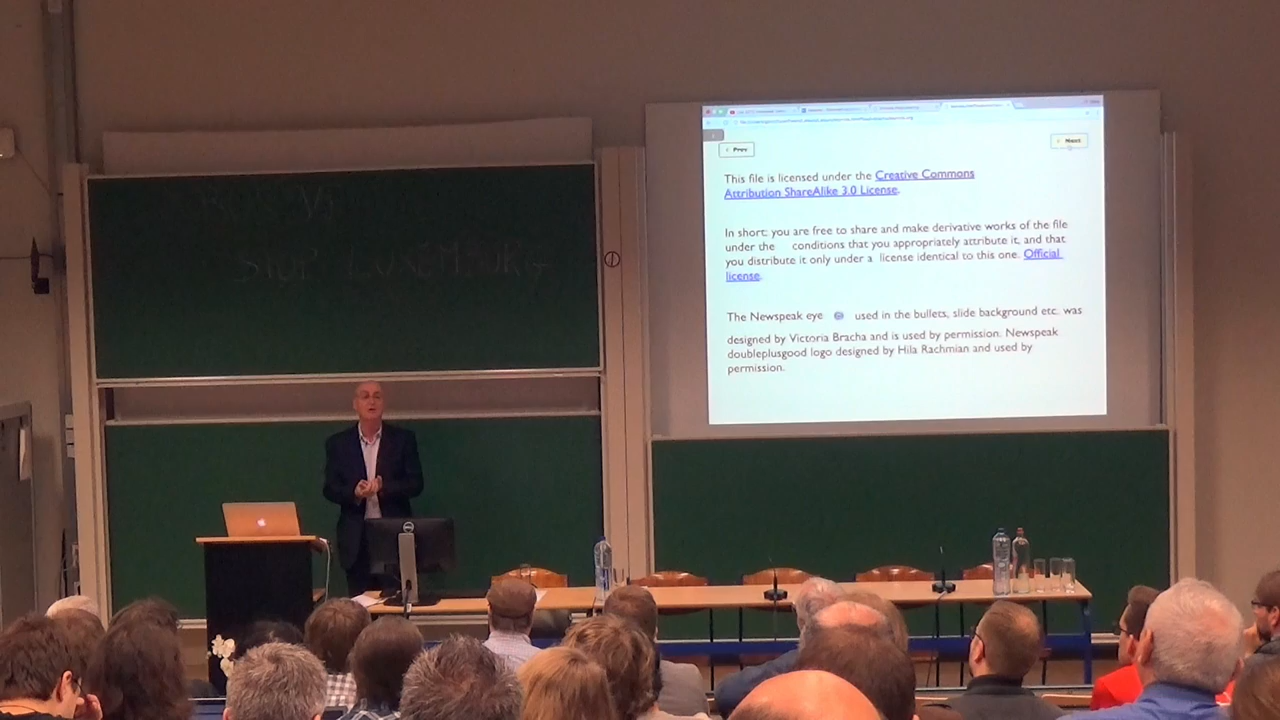 STOP LUXEMBURG
Prev
Next
This file is licensed under the Creative Commons
Attribution ShareAlike 3.0 License.
In short: you are free to share and make derivative works of the file
under the conditions that you appropriately attribute it, and that
you distribute it only under a license identical to this one. Official
license.
The Newspeak eye used in the bullets, slide background etc. was
designed by Victoria Bracha and is used by permission. Newspeak
doubleplusgood logo designed by Hila Rachmian and used by
permission.
DELL